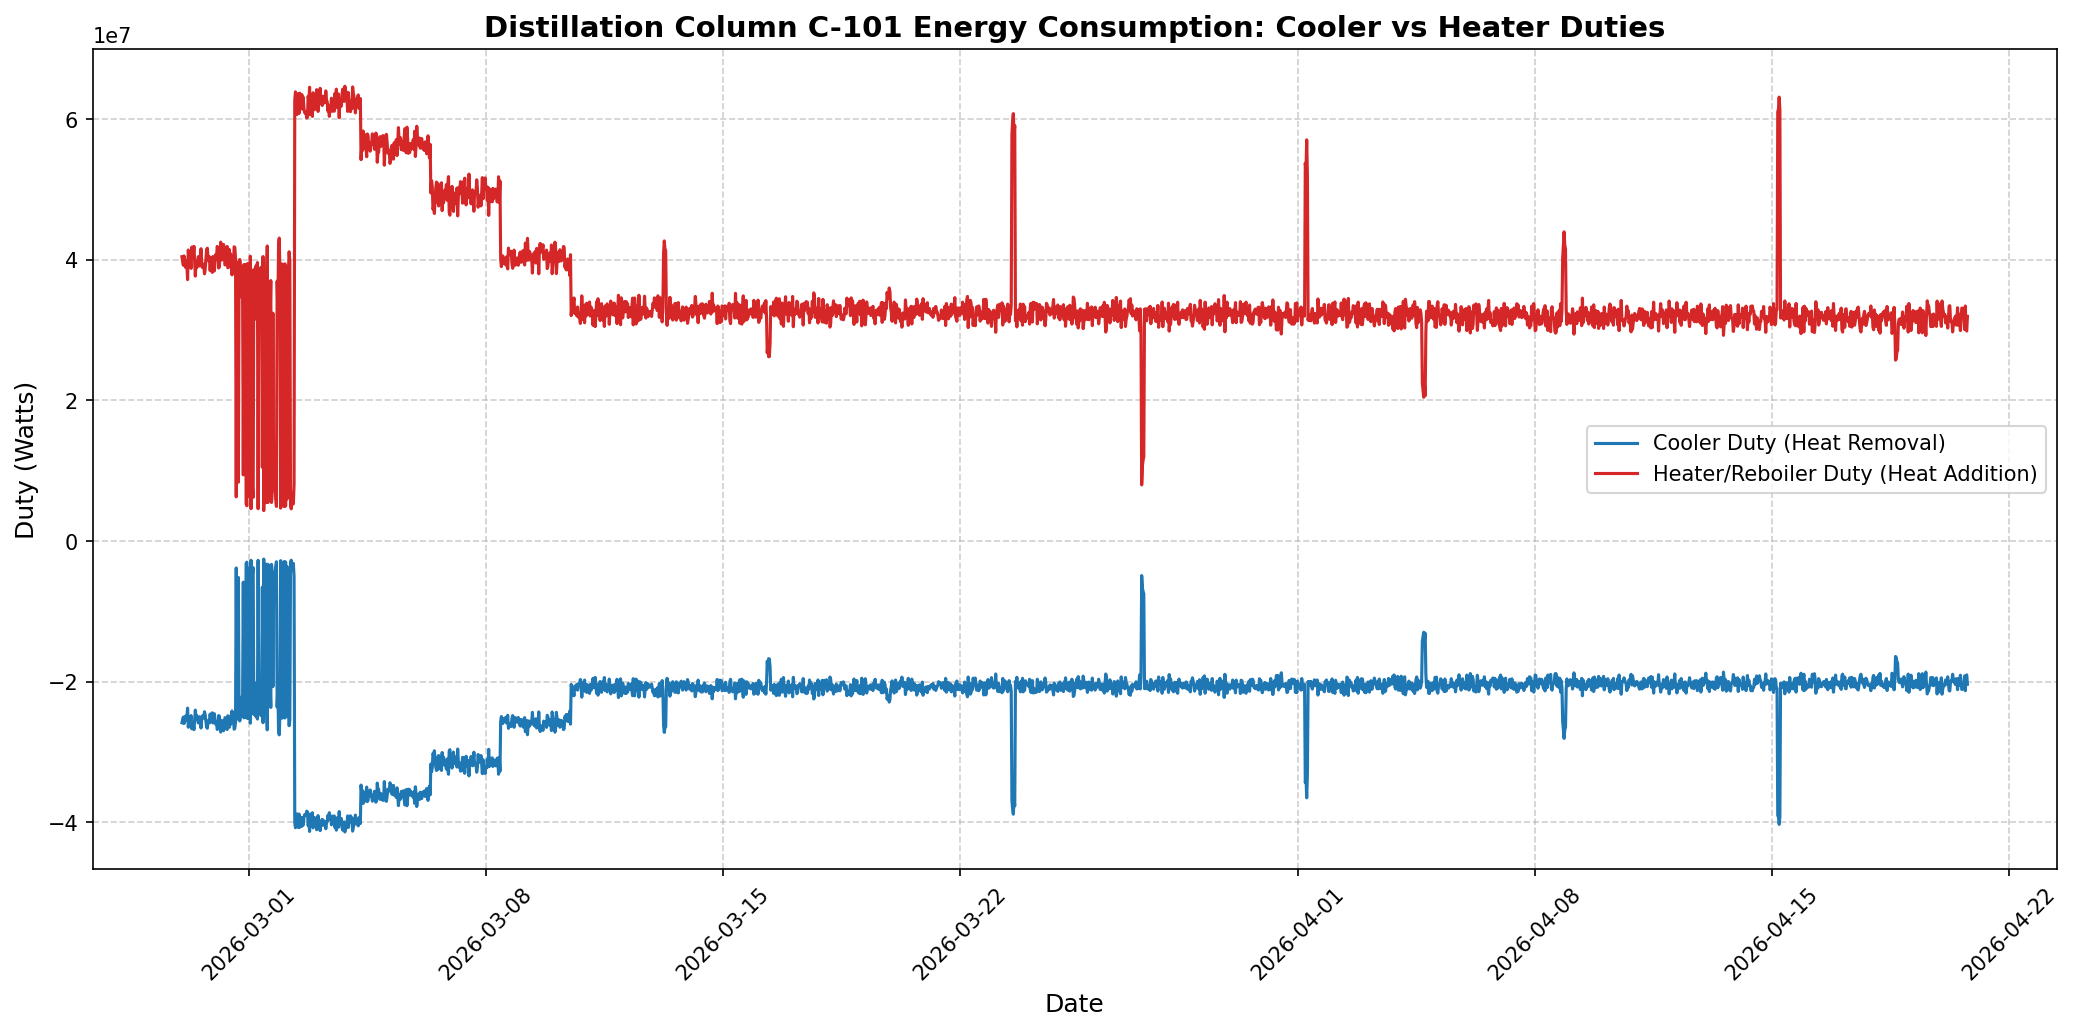 Distillation Column C-101 Energy Consumption: Cooler vs Heater Duties
1e7
6
4
2
0
−2
−4
Duty (Watts)
Cooler Duty (Heat Removal)
Heater/Reboiler Duty (Heat Addition)
2026-03-01
2026-03-08
2026-03-15
2026-03-22
2026-04-01
2026-04-08
2026-04-15
2026-04-22
Date